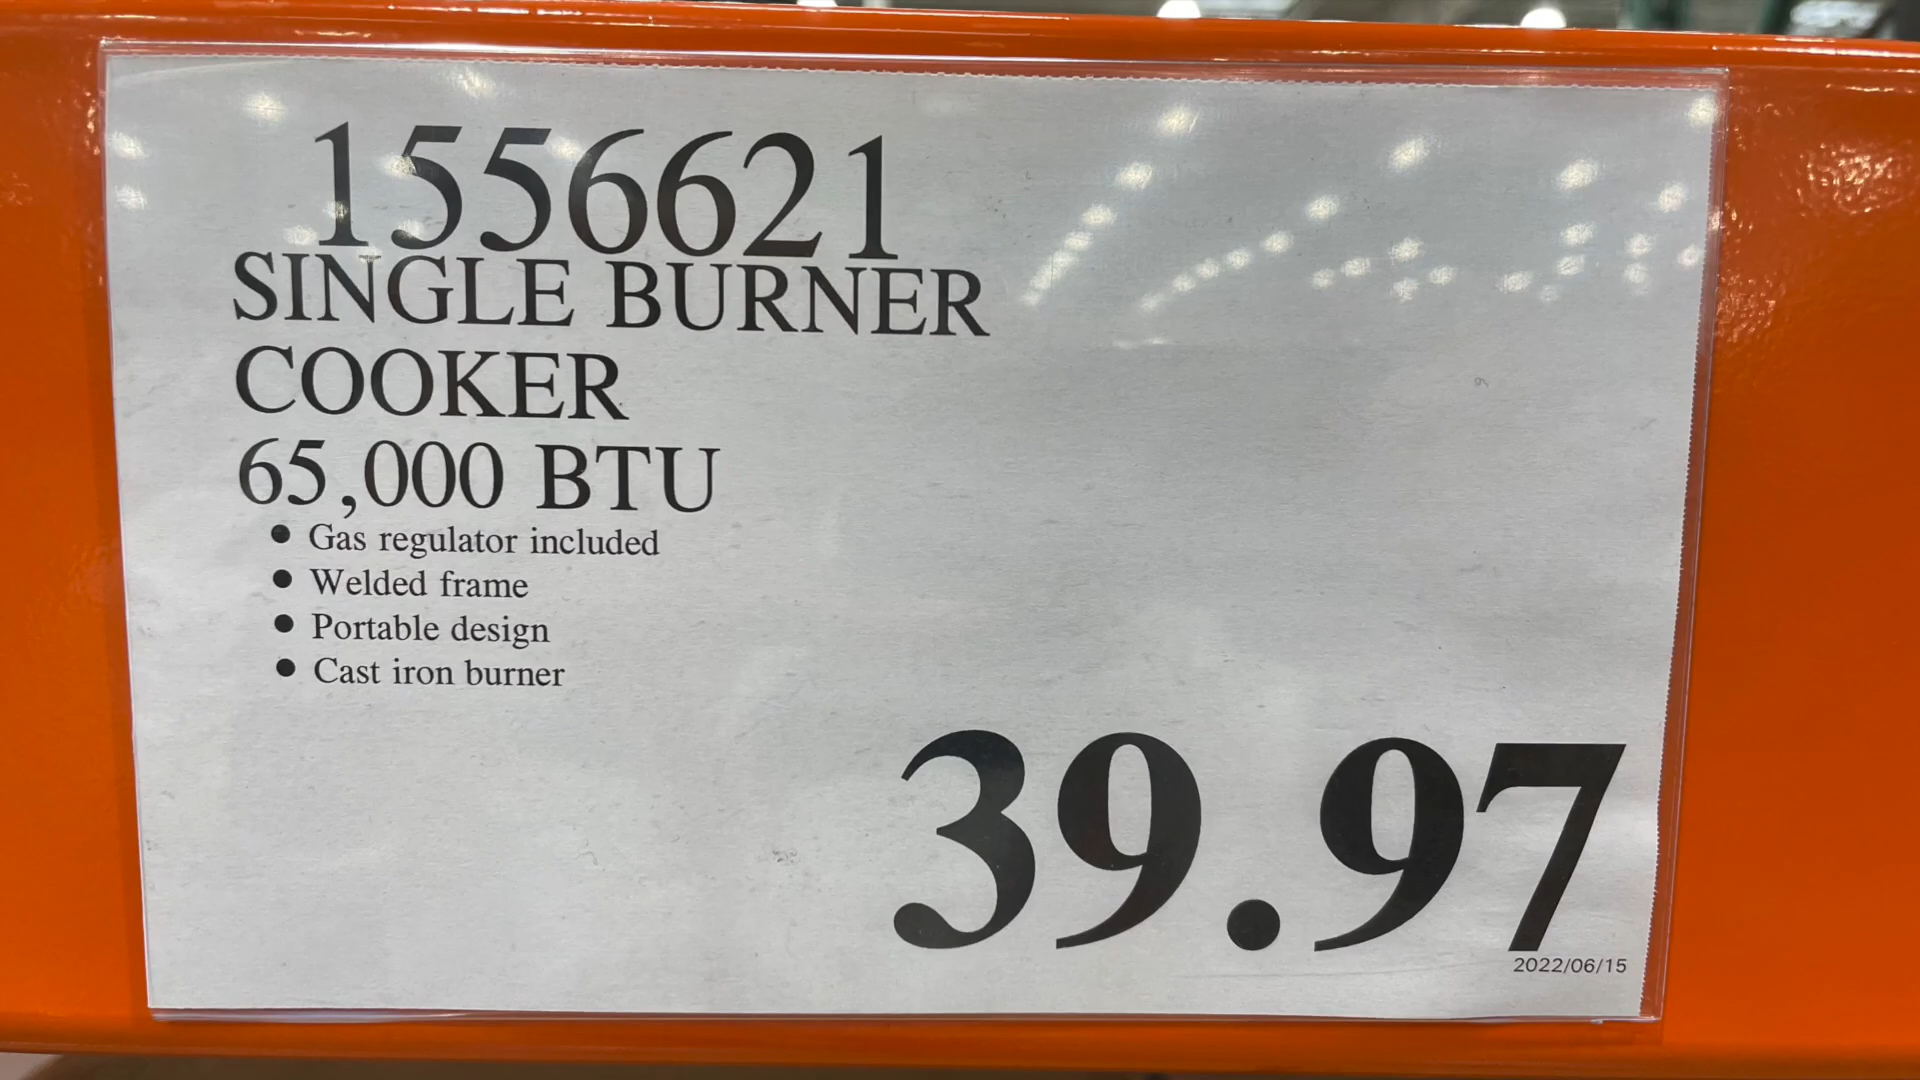 1556621
SINGLE BURNER
COOKER
65,000 BTU
● Gas regulator included
● Welded frame
● Portable design
● Cast iron burner
39.97
2022/06/15